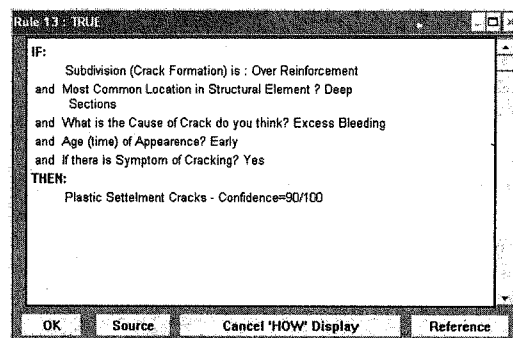 Rule 13 : TRUE
IF:
Subdivision (Crack Formation) is : Over Reinforcement
and Most Common Location in Structural Element ? Deep
Sections
and What is the Cause of Crack do you think? Excess Bleeding
and Age (time) of Appearence? Early
and If there is Symptom of Cracking? Yes
THEN:
Plastic Settelment Cracks - Confidence=90/100
OK Source Cancel 'HOW' Display Reference